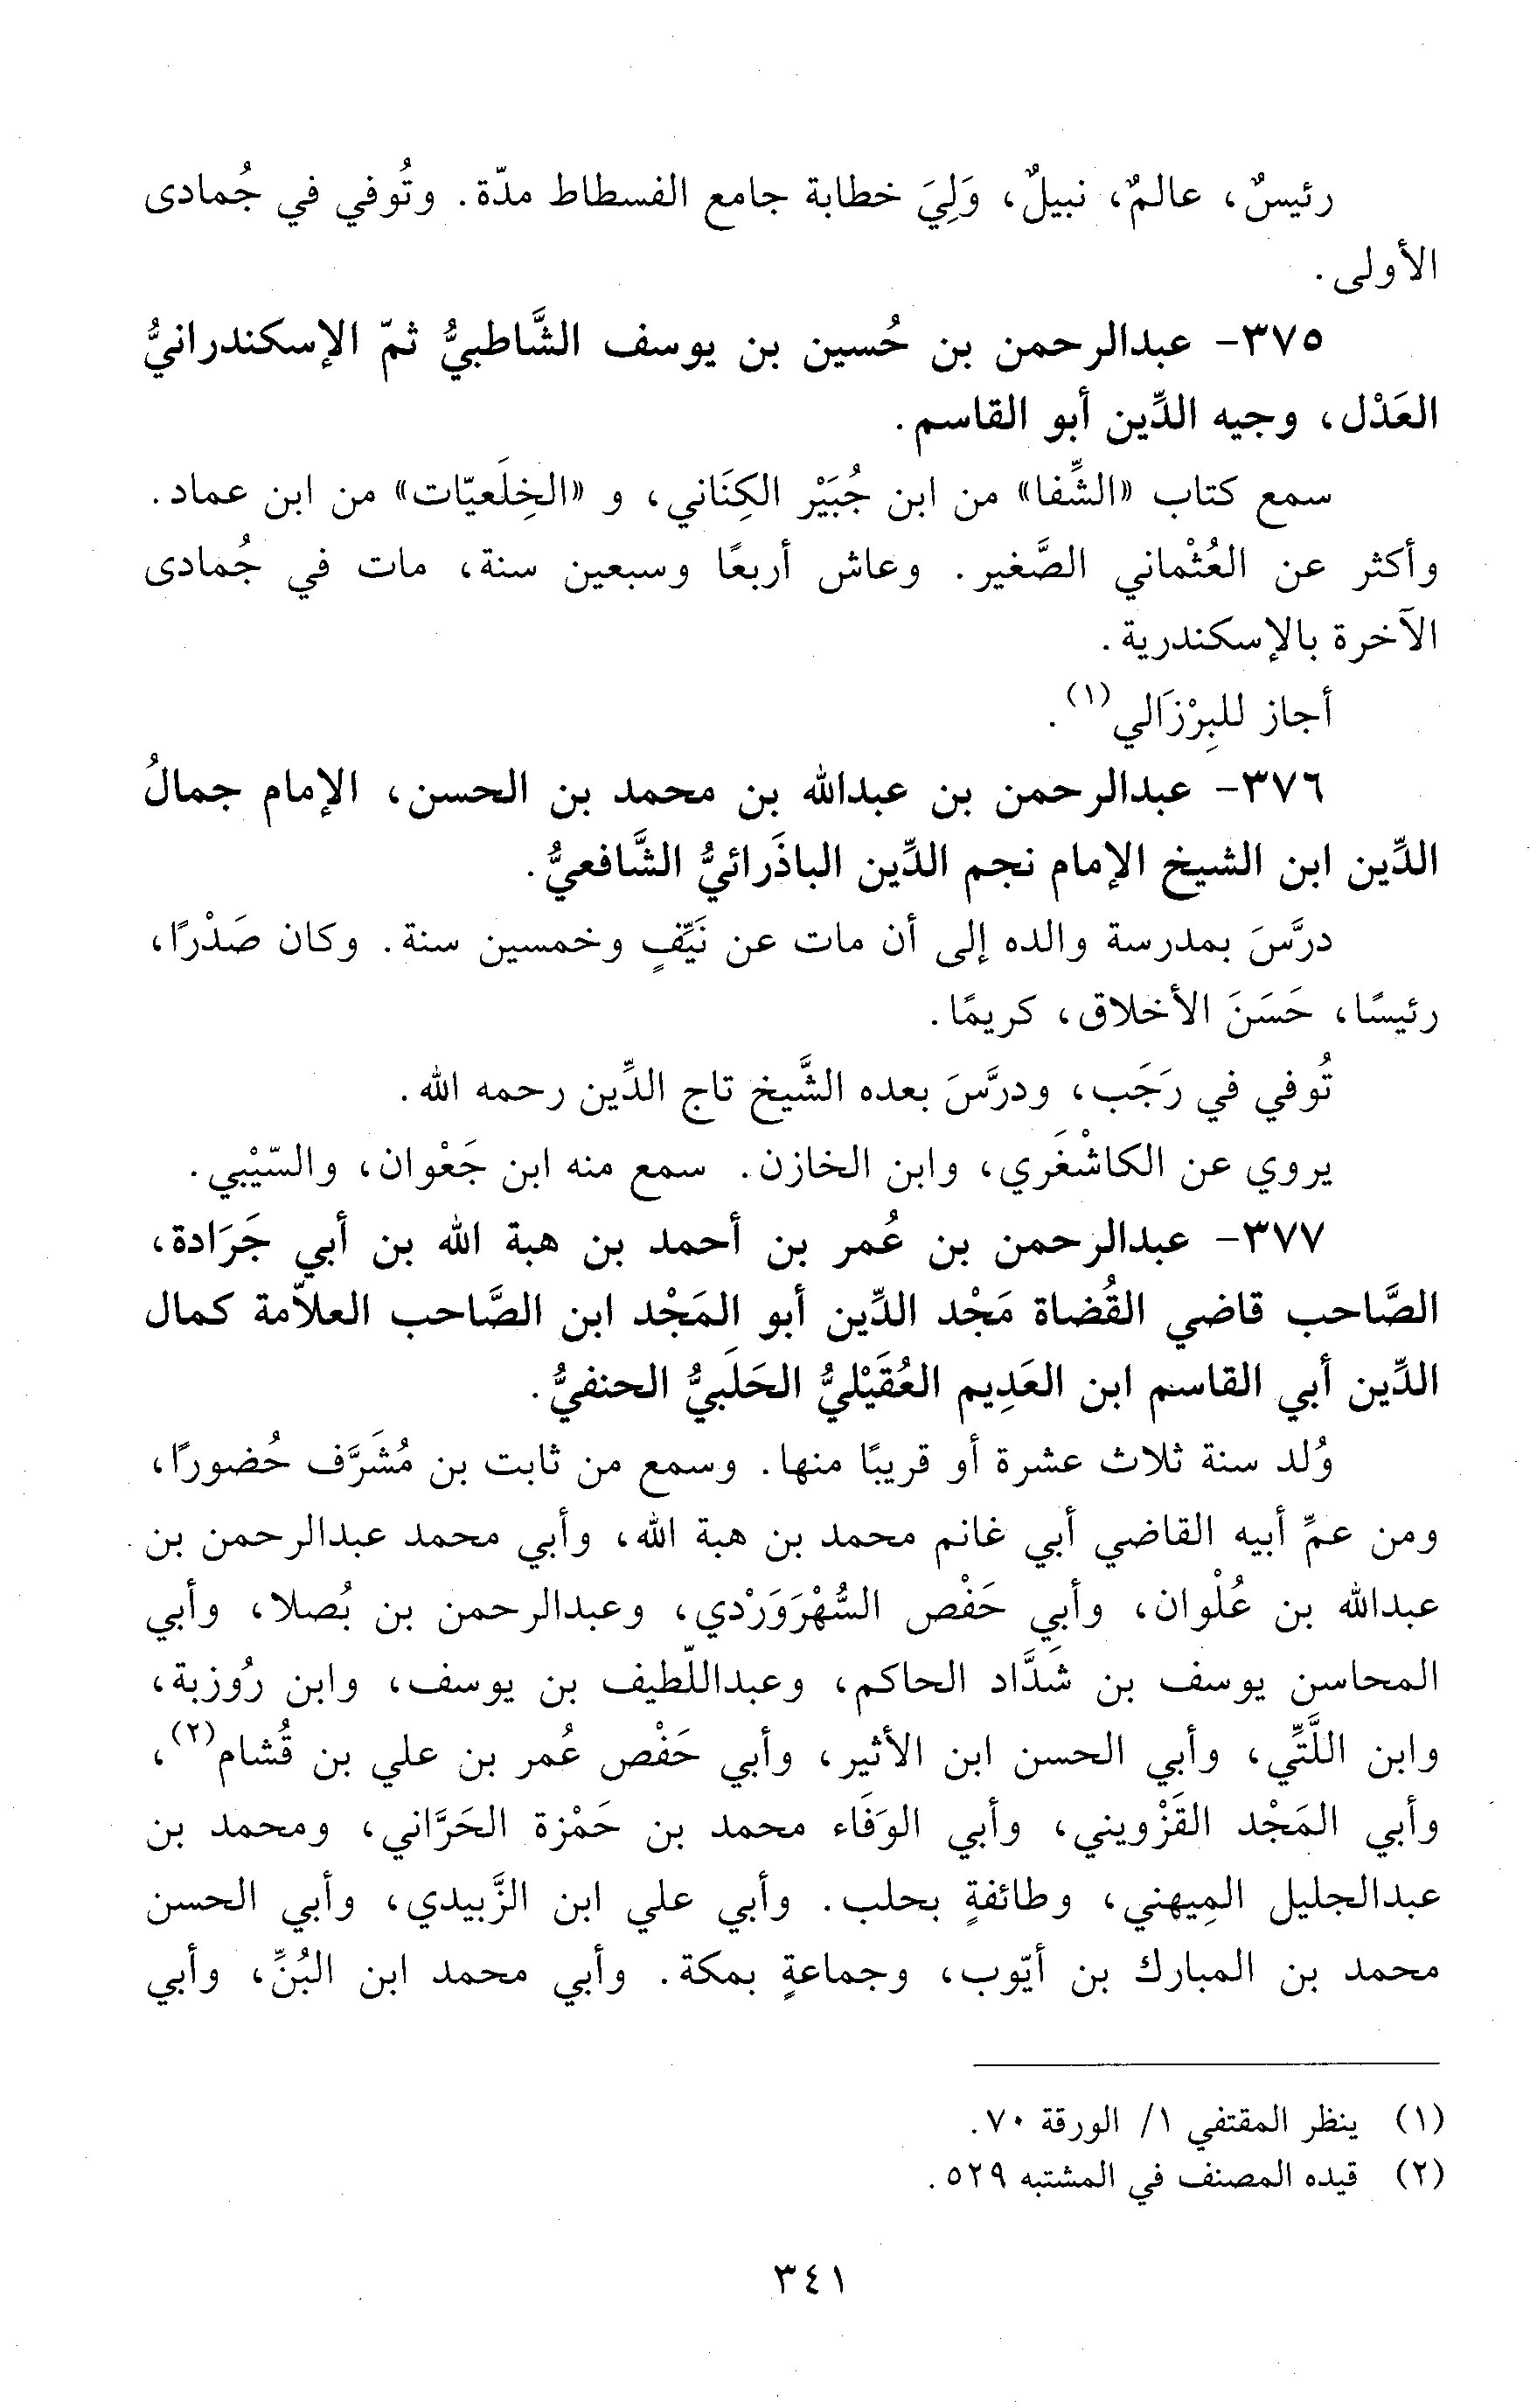 رئيسٌ، عالمٌ، نبيلٌ، وَلِيَ خطابة جامع الفسطاط مدّة. وتُوفي في جُمادى
الأولى.
٣٧٥- عبدالرحمن بن حُسين بن يوسف الشَّاطبيُّ ثمّ الإسكندرانيُّ
العَدْل، وجيه الدِّين أبو القاسم.
سمع كتاب «الشِّفا» من ابن جُبَيْر الكِنَاني، و «الخِلَعيّات» من ابن عماد.
وأكثر عن العُثْماني الصَّغير. وعاش أربعًا وسبعين سنة، مات في جُمادى
الآخرة بالإسكندرية.
أجاز للبِرْزَالي(١).
٣٧٦- عبدالرحمن بن عبدالله بن محمد بن الحسن، الإمام جمالُ
الدِّين ابن الشيخ الإمام نجم الدِّين الباذَرائيُّ الشَّافعيُّ.
درَّسَ بمدرسة والده إلى أن مات عن نَيِّفٍ وخمسين سنة. وكان صَدْرًا،
رئيسًا، حَسَنَ الأخلاق، كريمًا.
تُوفي في رَجَب، ودرَّسَ بعده الشَّيخ تاج الدِّين رحمه الله.
يروي عن الكاشْغَري، وابن الخازن. سمع منه ابن جَعْوان، والسّيْبي.
٣٧٧- عبدالرحمن بن عُمر بن أحمد بن هبة الله بن أبي جَرَادة،
الصَّاحب قاضي القُضاة مَجْد الدِّين أبو المَجْد ابن الصَّاحب العلاّمة كمال
الدِّين أبي القاسم ابن العَدِيم العُقَيْليُّ الحَلَبيُّ الحنفيُّ.
وُلد سنة ثلاث عشرة أو قريبًا منها. وسمع من ثابت بن مُشَرَّف حُضورًا،
ومن عمِّ أبيه القاضي أبي غانم محمد بن هبة الله، وأبي محمد عبدالرحمن بن
عبدالله بن عُلْوان، وأبي حَفْص السُّهْرَوَرْدي، وعبدالرحمن بن بُصلا، وأبي
المحاسن يوسف بن شَدَّاد الحاكم، وعبداللّطيف بن يوسف، وابن رُوزبة،
وابن اللَّتِّي، وأبي الحسن ابن الأثير، وأبي حَفْص عُمر بن علي بن قُشام(٢)،
وأبي المَجْد القَزْويني، وأبي الوَفَاء محمد بن حَمْزة الحَرَّاني، ومحمد بن
عبدالجليل المِيهني، وطائفةٍ بحلب. وأبي علي ابن الزَّبيدي، وأبي الحسن
محمد بن المبارك بن أيّوب، وجماعةٍ بمكة. وأبي محمد ابن البُنِّ، وأبي
(١) ينظر المقتفي ١/ الورقة ٧٠.
(٢) قيده المصنف في المشتبه ٥٢٩.
٣٤١